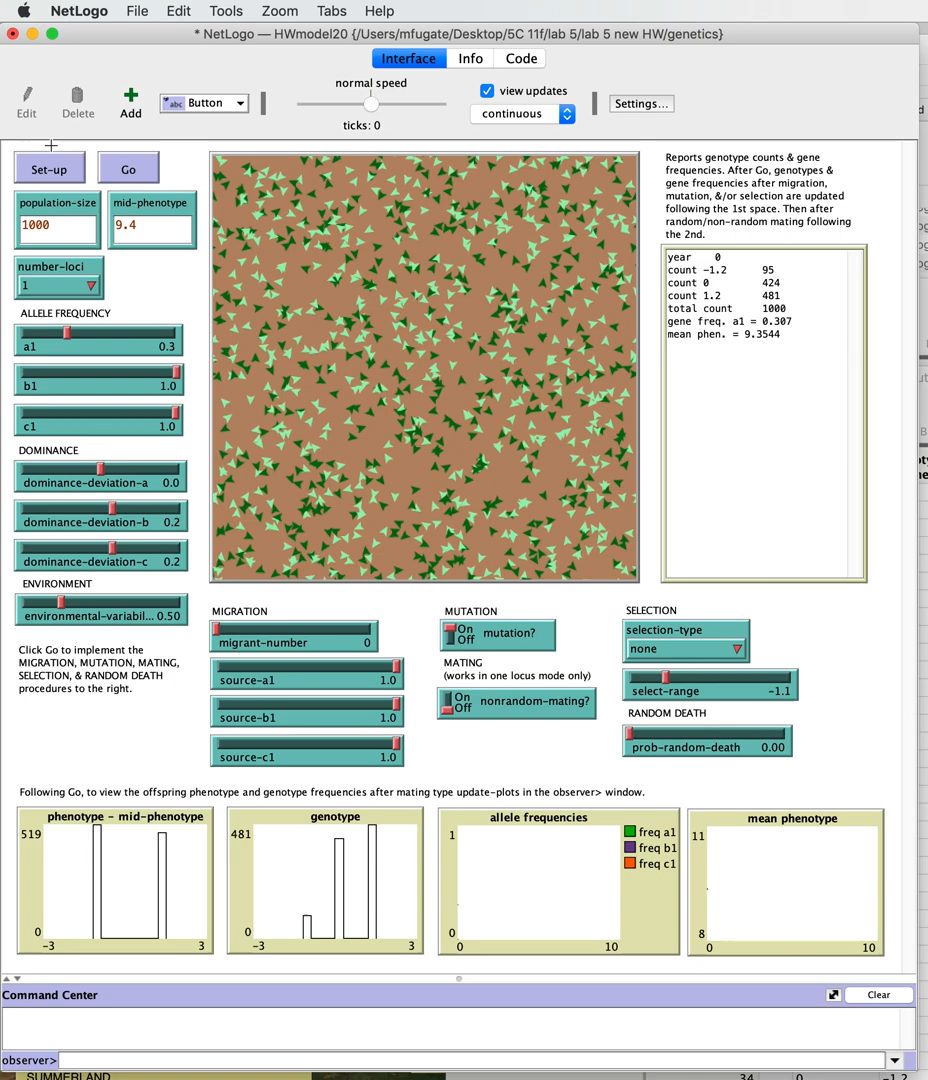 NetLogo File Edit Tools Zoom Tabs Help
* NetLogo — HWmodel20 {/Users/mfugate/Desktop/5C 11f/lab 5/lab 5 new HW/genetics}
Interface Info Code
Edit Delete Add abc Button
normal speed
ticks: 0
view updates
continuous
Settings...
Set-up Go
population-size
1000
mid-phenotype
9.4
number-loci
1
ALLELE FREQUENCY
a1 0.3
b1 1.0
c1 1.0
DOMINANCE
dominance-deviation-a 0.0
dominance-deviation-b 0.2
dominance-deviation-c 0.2
ENVIRONMENT
environmental-variabil... 0.50
Click Go to implement the
MIGRATION, MUTATION, MATING,
SELECTION, & RANDOM DEATH
procedures to the right.
Reports genotype counts & gene
frequencies. After Go, genotypes &
gene frequencies after migration,
mutation, &/or selection are updated
following the 1st space. Then after
random/non-random mating following
the 2nd.
year 0
count -1.2 95
count 0 424
count 1.2 481
total count 1000
gene freq. a1 = 0.307
mean phen. = 9.3544
MIGRATION
migrant-number 0
source-a1 1.0
source-b1 1.0
source-c1 1.0
MUTATION
On
Off
mutation?
MATING
(works in one locus mode only)
On
Off
nonrandom-mating?
SELECTION
selection-type
none
select-range -1.1
RANDOM DEATH
prob-random-death 0.00
Following Go, to view the offspring phenotype and genotype frequencies after mating type update-plots in the observer> window.
phenotype - mid-phenotype
519
0
-3 3
genotype
481
0
-3 3
allele frequencies
1
0
0 10
freq a1
freq b1
freq c1
mean phenotype
11
8
0 10
Command Center
Clear
observer>
SUMMERLAND 34 0 -1.2